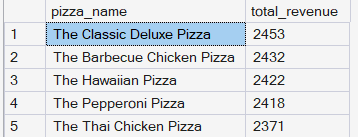 pizza_name total_revenue
1 The Classic Deluxe Pizza 2453
2 The Barbecue Chicken Pizza 2432
3 The Hawaiian Pizza 2422
4 The Pepperoni Pizza 2418
5 The Thai Chicken Pizza 2371